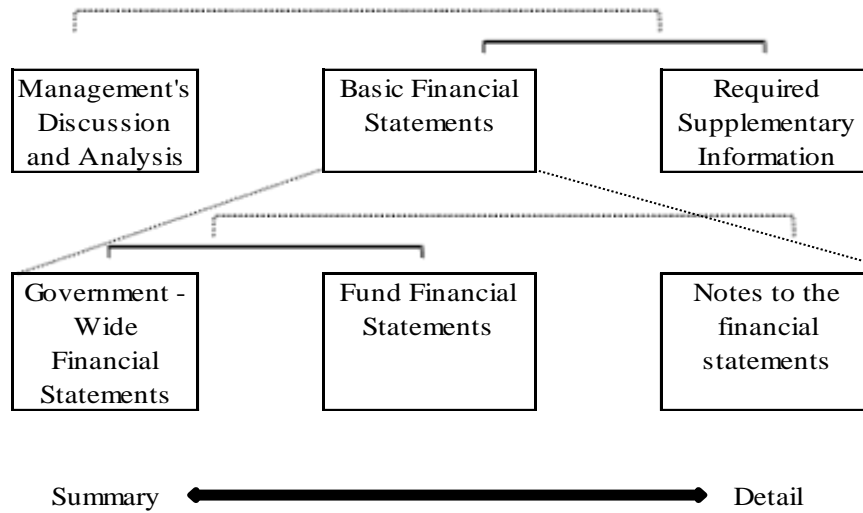 Management's
Discussion
and Analysis
Basic Financial
Statements
Required
Supplementary
Information
Government -
Wide
Financial
Statements
Fund Financial
Statements
Notes to the
financial
statements
Summary
Detail